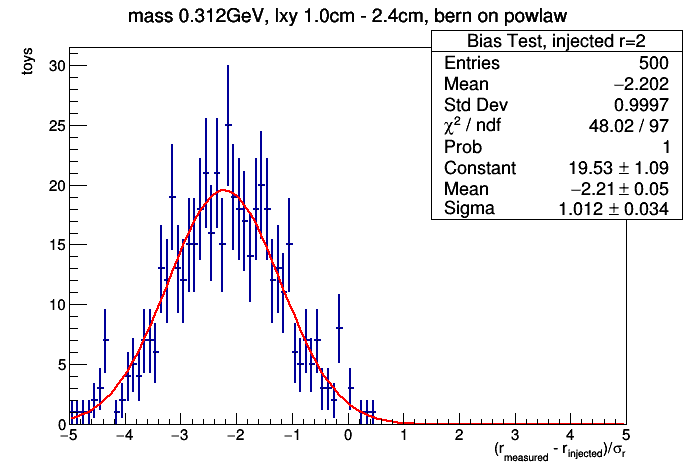 mass 0.312GeV, lxy 1.0cm - 2.4cm, bern on powlaw
Bias Test, injected r=2
Entries 500
Mean −2.202
Std Dev 0.9997
χ² / ndf 48.02 / 97
Prob 1
Constant 19.53 ± 1.09
Mean −2.21 ± 0.05
Sigma 1.012 ± 0.034
toys
30
25
20
15
10
5
0
−5 −4 −3 −2 −1 0 1 2 3 4 5
(r_measured - r_injected)/σ_r